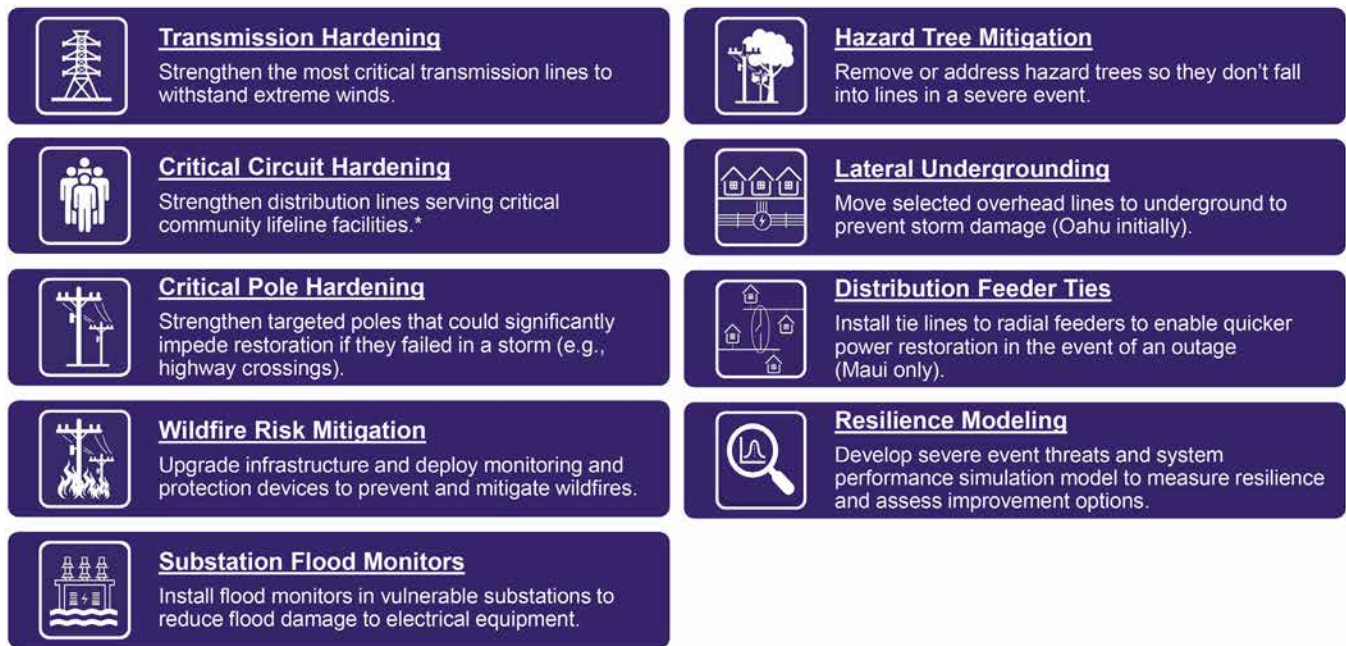 Transmission Hardening
Strengthen the most critical transmission lines to
withstand extreme winds.
Critical Circuit Hardening
Strengthen distribution lines serving critical
community lifeline facilities.*
Critical Pole Hardening
Strengthen targeted poles that could significantly
impede restoration if they failed in a storm (e.g.,
highway crossings).
Wildfire Risk Mitigation
Upgrade infrastructure and deploy monitoring and
protection devices to prevent and mitigate wildfires.
Substation Flood Monitors
Install flood monitors in vulnerable substations to
reduce flood damage to electrical equipment.
Hazard Tree Mitigation
Remove or address hazard trees so they don't fall
into lines in a severe event.
Lateral Undergrounding
Move selected overhead lines to underground to
prevent storm damage (Oahu initially).
Distribution Feeder Ties
Install tie lines to radial feeders to enable quicker
power restoration in the event of an outage
(Maui only).
Resilience Modeling
Develop severe event threats and system
performance simulation model to measure resilience
and assess improvement options.